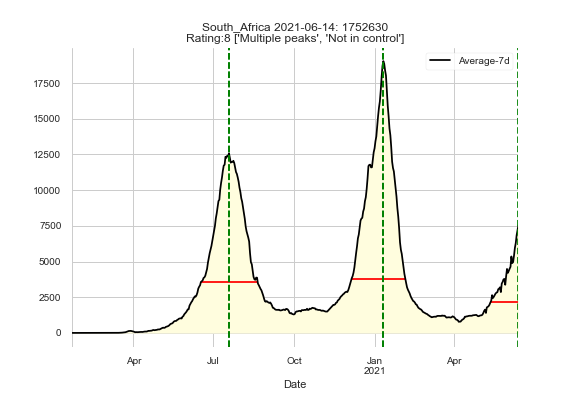 South_Africa 2021-06-14: 1752630
Rating:8 ['Multiple peaks', 'Not in control']
Average-7d
17500
15000
12500
10000
7500
5000
2500
0
Apr
Jul
Oct
Jan
2021
Apr
Date